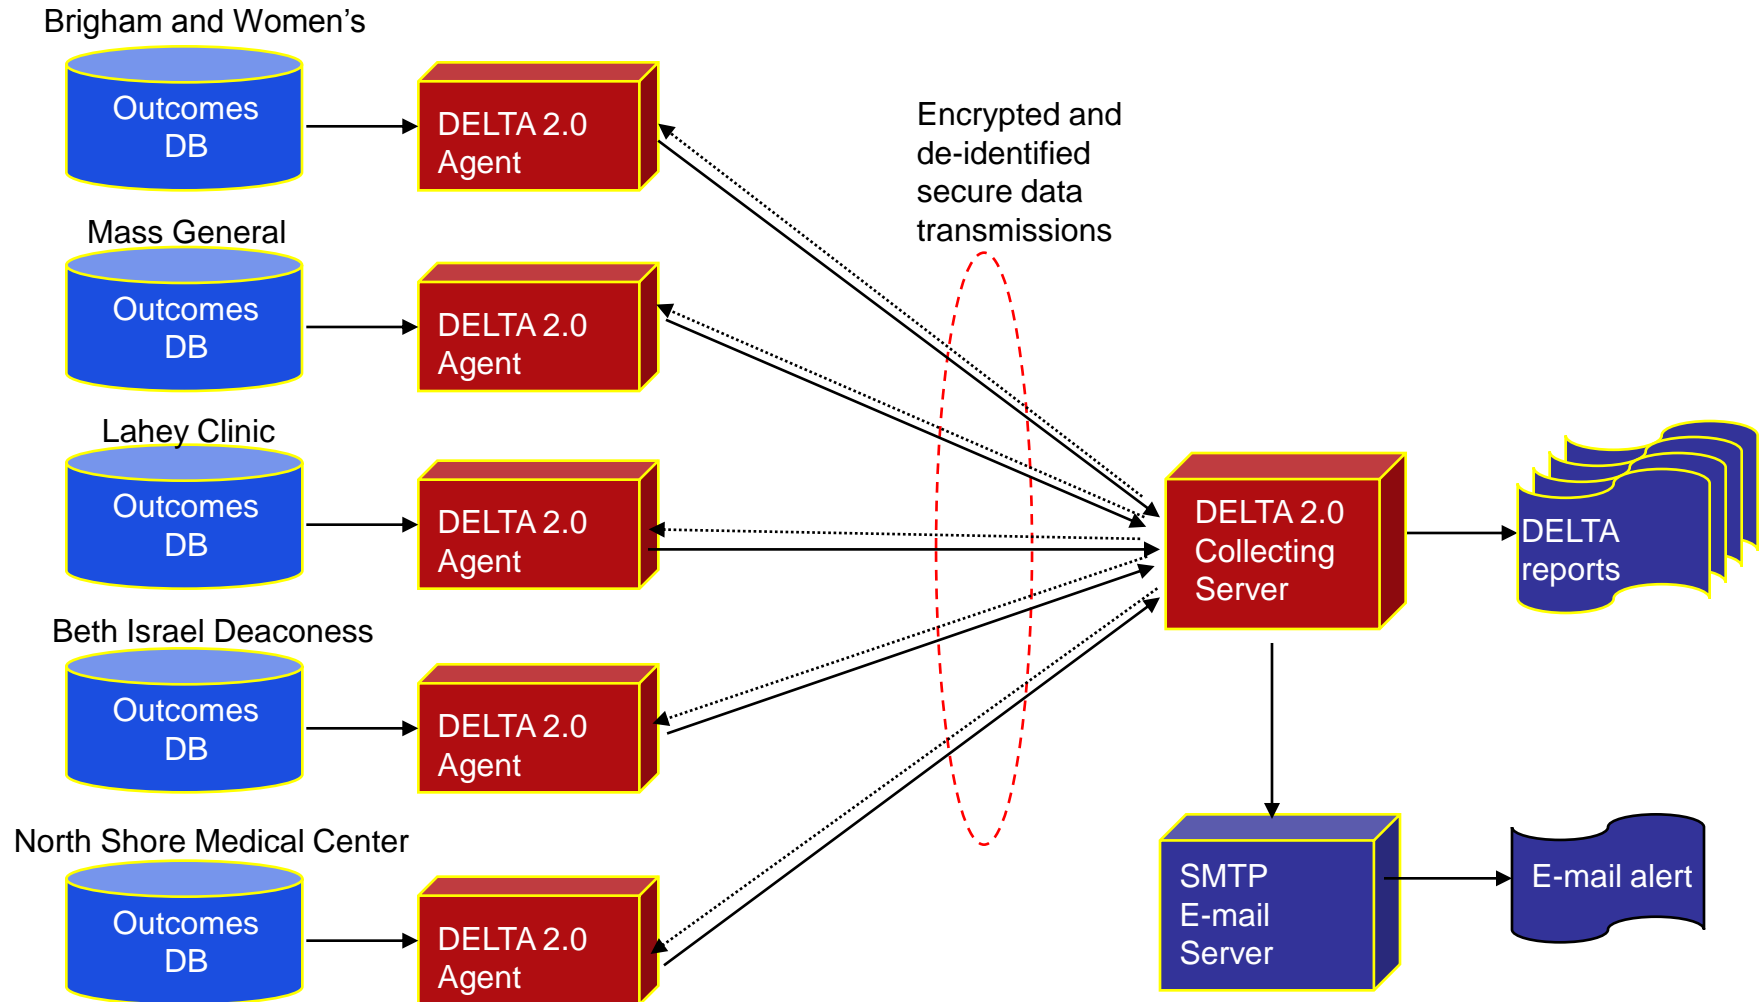 Brigham and Women’s
Outcomes
DB
DELTA 2.0
Agent
Encrypted and
de-identified
secure data
transmissions
Mass General
Outcomes
DB
DELTA 2.0
Agent
Lahey Clinic
Outcomes
DB
DELTA 2.0
Agent
DELTA 2.0
Collecting
Server
DELTA
reports
Beth Israel Deaconess
Outcomes
DB
DELTA 2.0
Agent
North Shore Medical Center
Outcomes
DB
DELTA 2.0
Agent
SMTP
E-mail
Server
E-mail alert